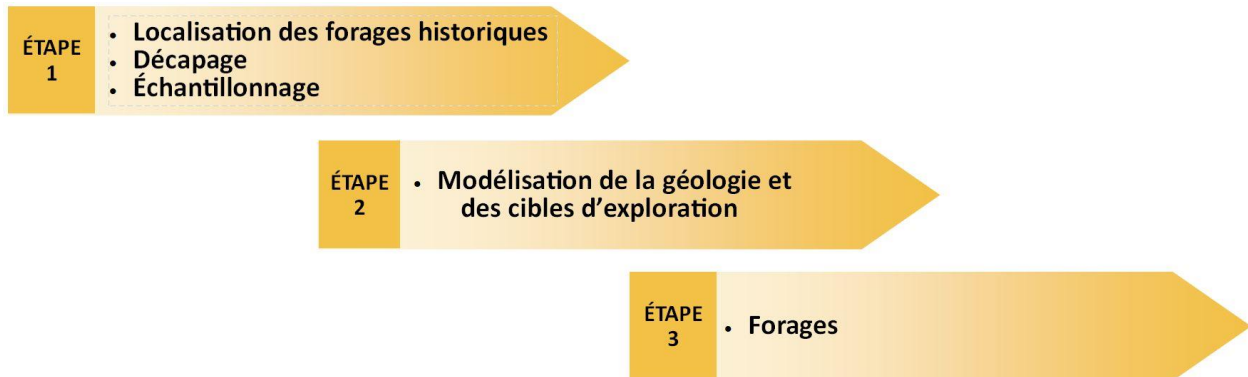 ÉTAPE
1
• Localisation des forages historiques
• Décapage
• Échantillonnage
ÉTAPE
2
• Modélisation de la géologie et
des cibles d’exploration
ÉTAPE
3
• Forages